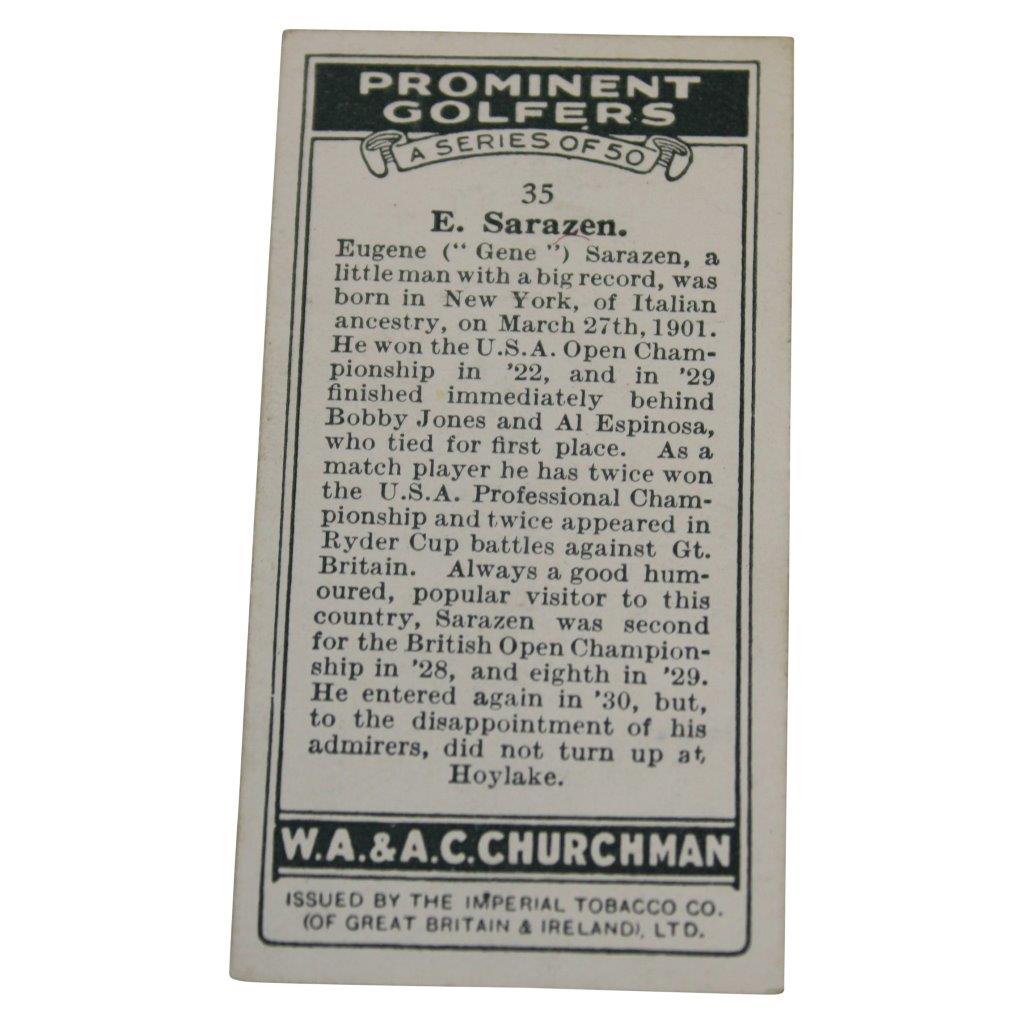 PROMINENT
GOLFERS
A SERIES OF 50
35
E. Sarazen.
Eugene (“ Gene ”) Sarazen, a
little man with a big record, was
born in New York, of Italian
ancestry, on March 27th, 1901.
He won the U.S.A. Open Cham-
pionship in '22, and in '29
finished immediately behind
Bobby Jones and Al Espinosa,
who tied for first place. As a
match player he has twice won
the U.S.A. Professional Cham-
pionship and twice appeared in
Ryder Cup battles against Gt.
Britain. Always a good hum-
oured, popular visitor to this
country, Sarazen was second
for the British Open Champion-
ship in '28, and eighth in '29.
He entered again in '30, but,
to the disappointment of his
admirers, did not turn up at
Hoylake.
W.A. & A.C. CHURCHMAN
ISSUED BY THE IMPERIAL TOBACCO CO.
(OF GREAT BRITAIN & IRELAND), LTD.